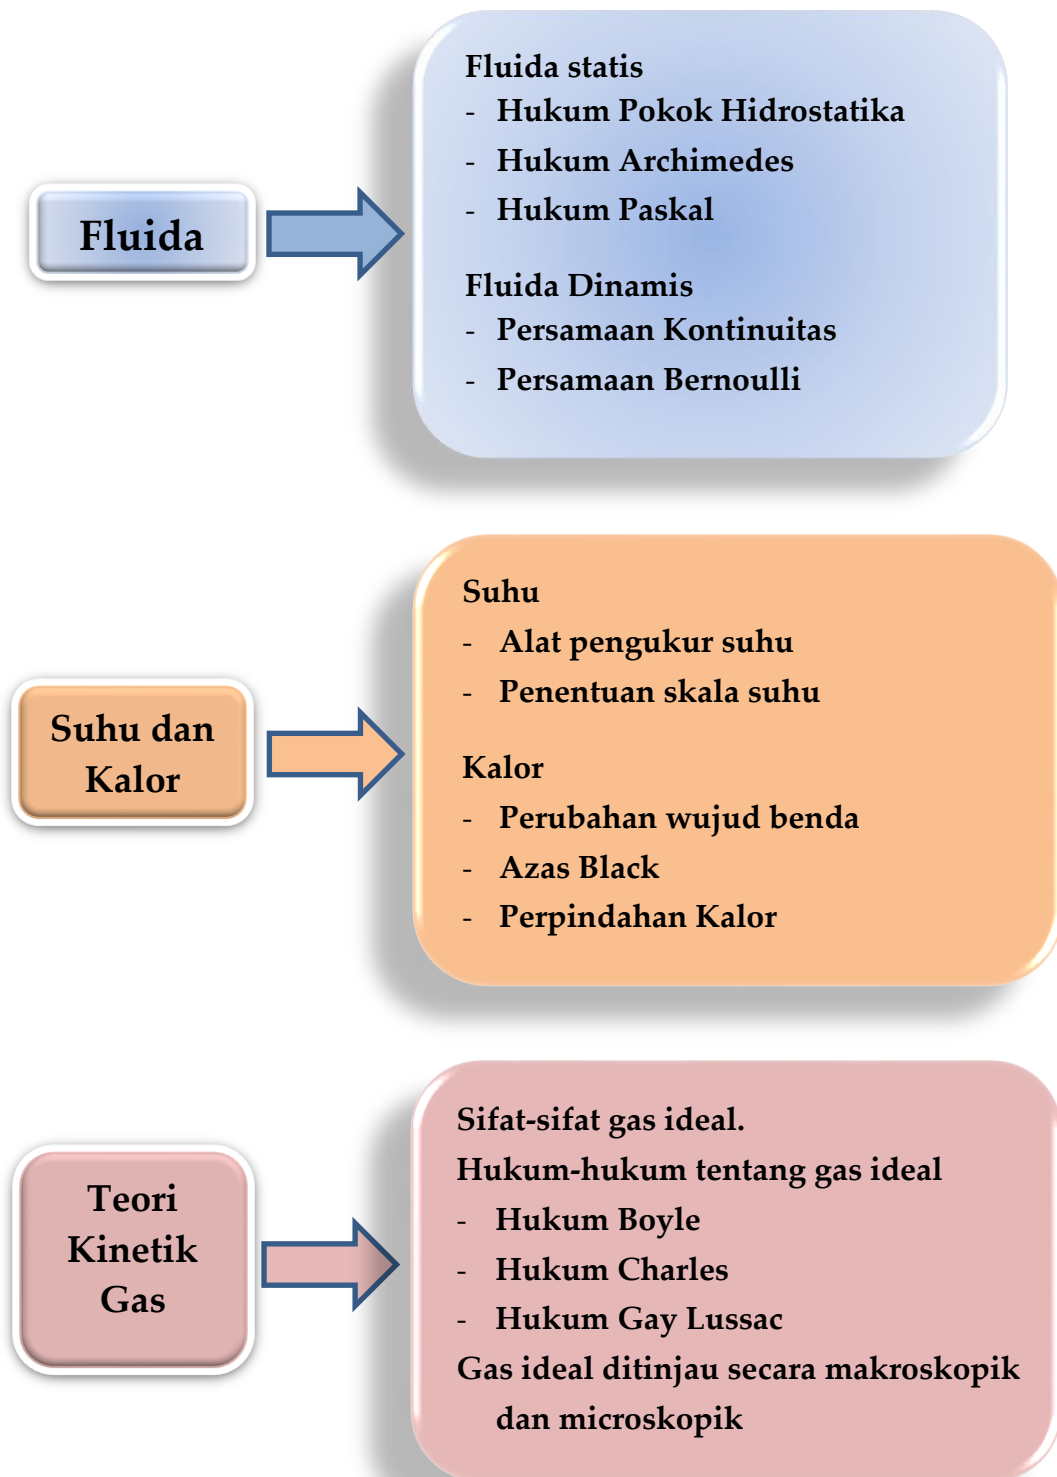 Fluida
Fluida statis
- Hukum Pokok Hidrostatika
- Hukum Archimedes
- Hukum Paskal
Fluida Dinamis
- Persamaan Kontinuitas
- Persamaan Bernoulli
Suhu dan
Kalor
Suhu
- Alat pengukur suhu
- Penentuan skala suhu
Kalor
- Perubahan wujud benda
- Azas Black
- Perpindahan Kalor
Teori
Kinetik
Gas
Sifat-sifat gas ideal.
Hukum-hukum tentang gas ideal
- Hukum Boyle
- Hukum Charles
- Hukum Gay Lussac
Gas ideal ditinjau secara makroskopik
dan microskopik